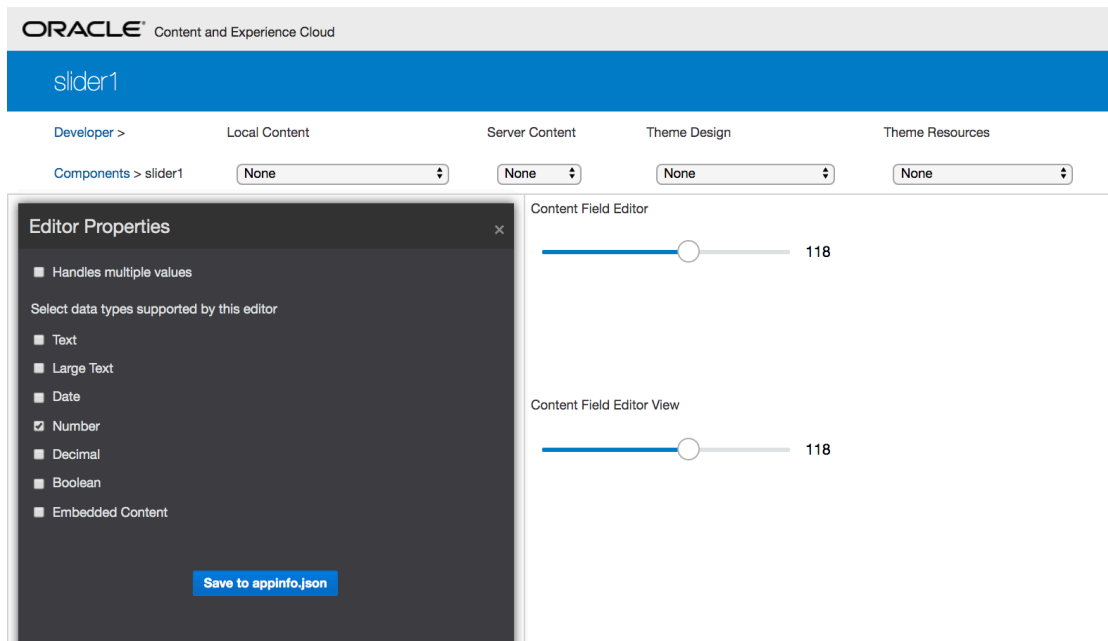 ORACLE® Content and Experience Cloud
slider1
Developer > Local Content Server Content Theme Design Theme Resources
Components > slider1 None None None None
Editor Properties ×
Handles multiple values
Select data types supported by this editor
Text
Large Text
Date
Number
Decimal
Boolean
Embedded Content
Save to appinfo.json
Content Field Editor
118
Content Field Editor View
118